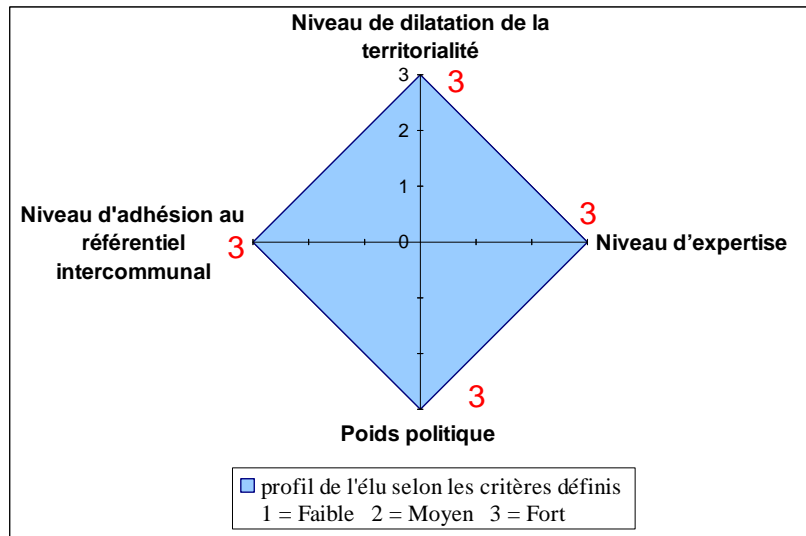 Niveau de dilatation de la
territorialité
3
3
2
1
0
Niveau d'adhésion au
référentiel
intercommunal
3
3
Niveau d’expertise
3
Poids politique
profil de l'élu selon les critères définis
1 = Faible 2 = Moyen 3 = Fort